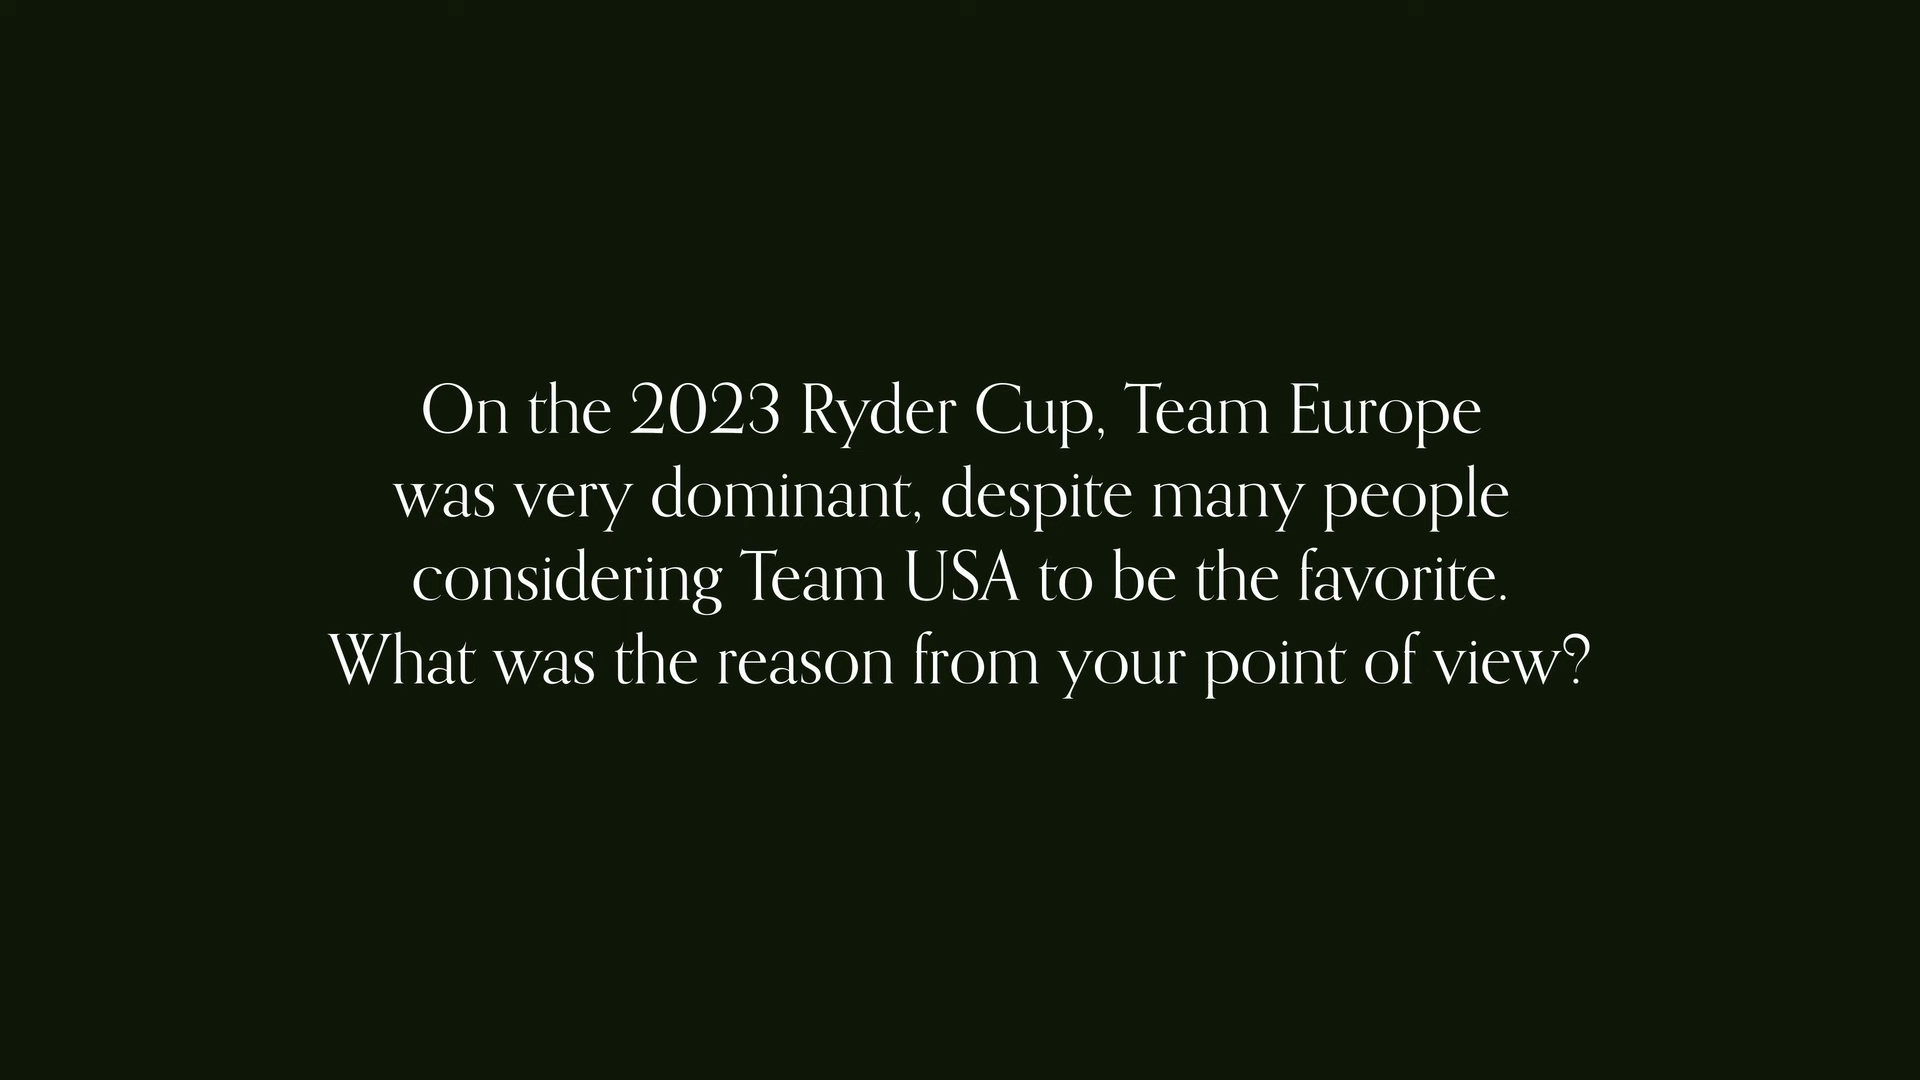 On the 2023 Ryder Cup, Team Europe
was very dominant, despite many people
considering Team USA to be the favorite.
What was the reason from your point of view?